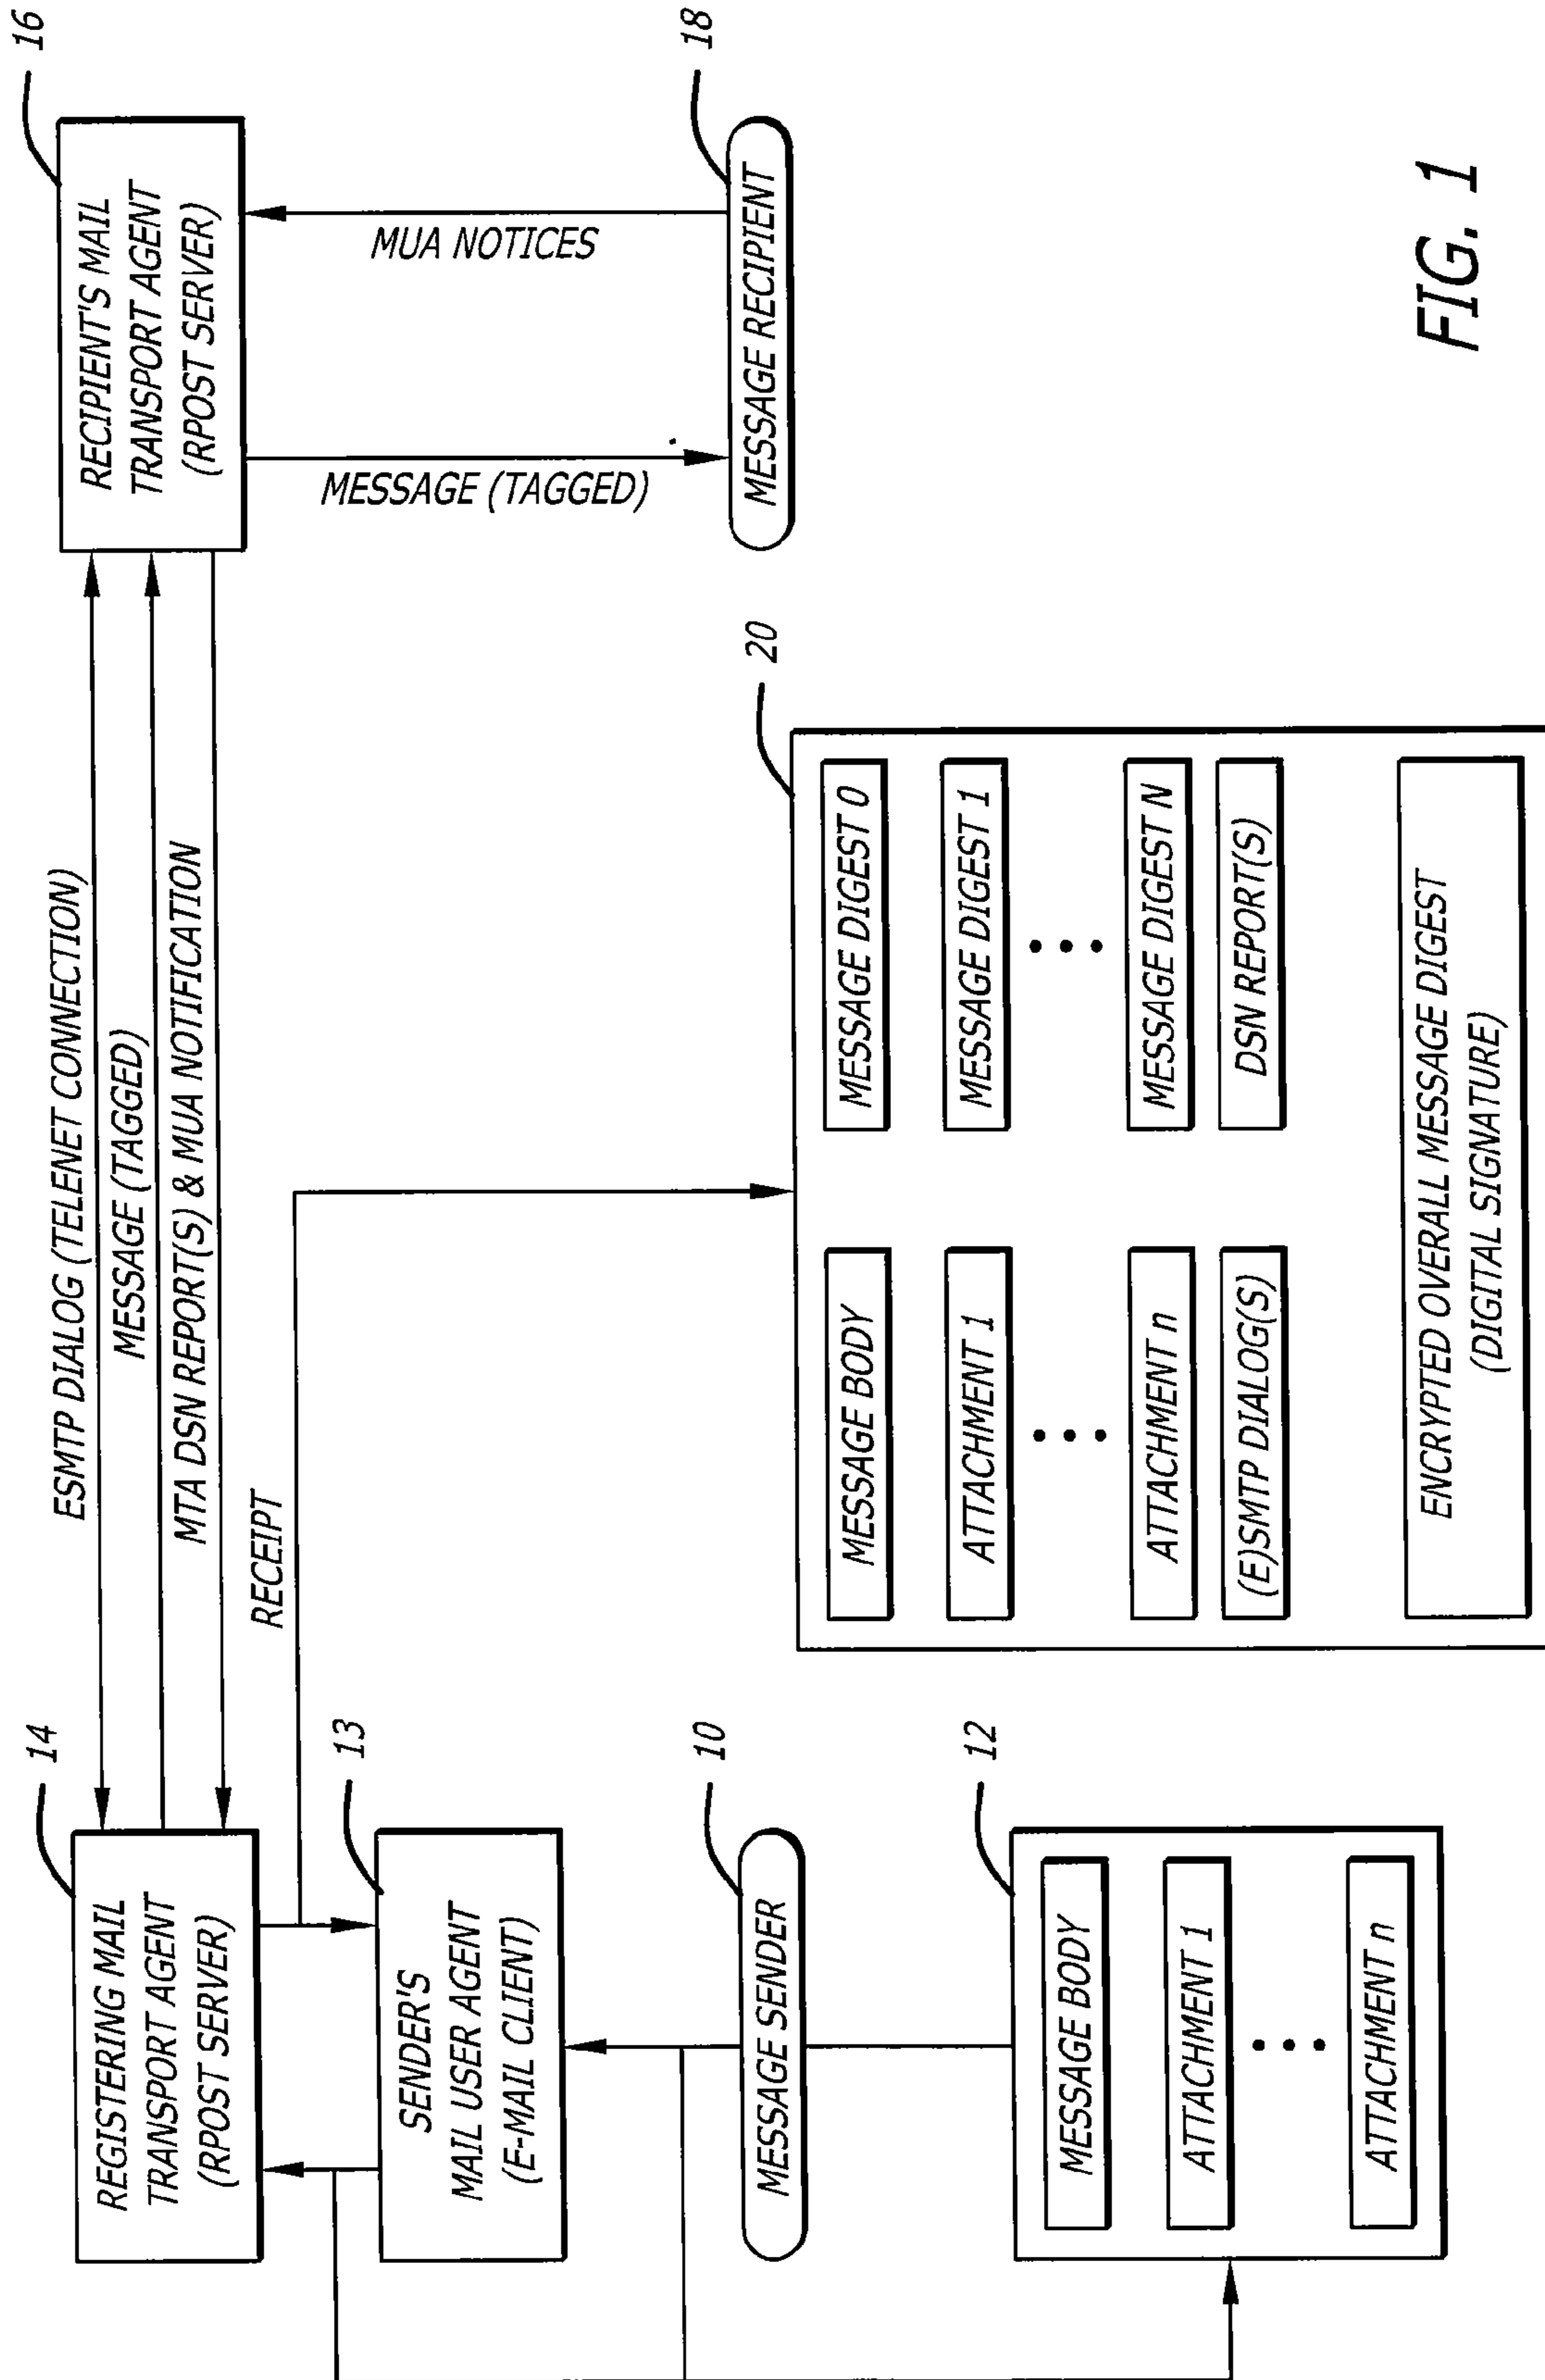 14
REGISTERING MAIL
TRANSPORT AGENT
(RPOST SERVER)
ESMTP DIALOG (TELENET CONNECTION)
MESSAGE (TAGGED)
MTA DSN REPORT(S) & MUA NOTIFICATION
16
RECIPIENT'S MAIL
TRANSPORT AGENT
(RPOST SERVER)
RECEIPT
13
SENDER'S
MAIL USER AGENT
(E-MAIL CLIENT)
MESSAGE (TAGGED)
MUA NOTICES
10
MESSAGE SENDER
18
MESSAGE RECIPIENT
12
MESSAGE BODY
ATTACHMENT 1
ATTACHMENT n
20
MESSAGE BODY
MESSAGE DIGEST 0
ATTACHMENT 1
MESSAGE DIGEST 1
ATTACHMENT n
MESSAGE DIGEST N
(E)SMTP DIALOG(S)
DSN REPORT(S)
ENCRYPTED OVERALL MESSAGE DIGEST
(DIGITAL SIGNATURE)
FIG. 1